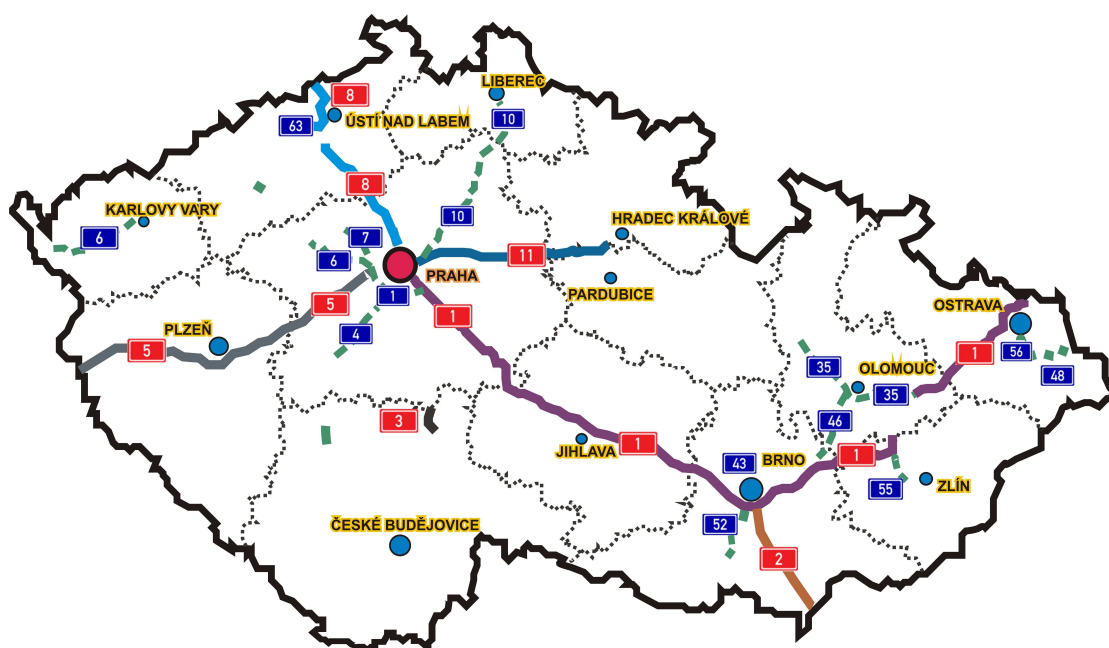 LIBEREC
8
ÚSTÍ NAD LABEM
10
63
8
KARLOVY VARY
10
HRADEC KRÁLOVÉ
6
7
11
6
PRAHA
PARDUBICE
1
5
1
OSTRAVA
PLZEŇ
4
5
1
56
35
OLOMOUC
48
35
3
46
1
JIHLAVA
43
BRNO
1
55
ZLÍN
52
ČESKÉ BUDĚJOVICE
2